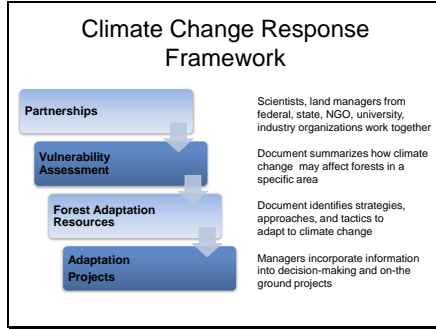 Climate Change Response
Framework
Partnerships
Scientists, land managers from
federal, state, NGO, university,
industry organizations work together
Vulnerability
Assessment
Document summarizes how climate
change may affect forests in a
specific area
Forest Adaptation
Resources
Document identifies strategies,
approaches, and tactics to
adapt to climate change
Adaptation
Projects
Managers incorporate information
into decision-making and on-the
ground projects